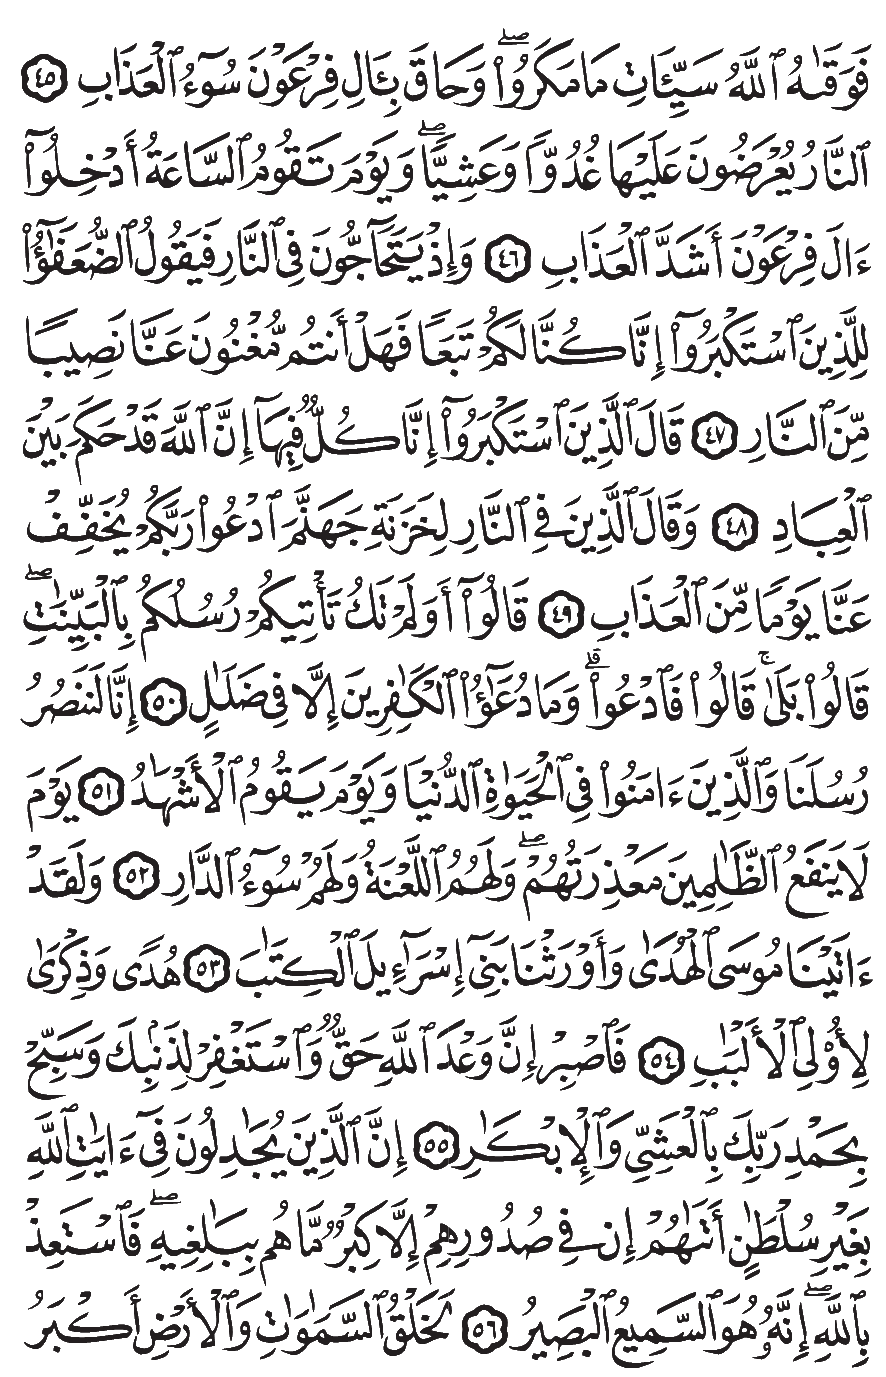 فَوَقَىٰهُ ٱللَّهُ سَيِّـَٔاتِ مَا مَكَرُوا۟ ۖ وَحَاقَ بِـَٔالِ فِرْعَوْنَ سُوٓءُ ٱلْعَذَابِ ٤٥
ٱلنَّارُ يُعْرَضُونَ عَلَيْهَا غُدُوًّا وَعَشِيًّا ۖ وَيَوْمَ تَقُومُ ٱلسَّاعَةُ أَدْخِلُوٓا۟
ءَالَ فِرْعَوْنَ أَشَدَّ ٱلْعَذَابِ ٤٦ وَإِذْ يَتَحَآجُّونَ فِى ٱلنَّارِ فَيَقُولُ ٱلضُّعَفَـٰٓؤُا۟
لِلَّذِينَ ٱسْتَكْبَرُوٓا۟ إِنَّا كُنَّا لَكُمْ تَبَعًا فَهَلْ أَنتُم مُّغْنُونَ عَنَّا نَصِيبًا
مِّنَ ٱلنَّارِ ٤٧ قَالَ ٱلَّذِينَ ٱسْتَكْبَرُوٓا۟ إِنَّا كُلٌّ فِيهَآ إِنَّ ٱللَّهَ قَدْ حَكَمَ بَيْنَ
ٱلْعِبَادِ ٤٨ وَقَالَ ٱلَّذِينَ فِى ٱلنَّارِ لِخَزَنَةِ جَهَنَّمَ ٱدْعُوا۟ رَبَّكُمْ يُخَفِّفْ
عَنَّا يَوْمًا مِّنَ ٱلْعَذَابِ ٤٩ قَالُوٓا۟ أَوَلَمْ تَكُ تَأْتِيكُمْ رُسُلُكُم بِٱلْبَيِّنَـٰتِ ۖ
قَالُوا۟ بَلَىٰ ۚ قَالُوا۟ فَٱدْعُوا۟ ۗ وَمَا دُعَـٰٓؤُا۟ ٱلْكَـٰفِرِينَ إِلَّا فِى ضَلَـٰلٍ ٥٠ إِنَّا لَنَنصُرُ
رُسُلَنَا وَٱلَّذِينَ ءَامَنُوا۟ فِى ٱلْحَيَوٰةِ ٱلدُّنْيَا وَيَوْمَ يَقُومُ ٱلْأَشْهَـٰدُ ٥١ يَوْمَ
لَا يَنفَعُ ٱلظَّـٰلِمِينَ مَعْذِرَتُهُمْ ۖ وَلَهُمُ ٱللَّعْنَةُ وَلَهُمْ سُوٓءُ ٱلدَّارِ ٥٢ وَلَقَدْ
ءَاتَيْنَا مُوسَى ٱلْهُدَىٰ وَأَوْرَثْنَا بَنِىٓ إِسْرَـٰٓءِيلَ ٱلْكِتَـٰبَ ٥٣ هُدًى وَذِكْرَىٰ
لِأُو۟لِى ٱلْأَلْبَـٰبِ ٥٤ فَٱصْبِرْ إِنَّ وَعْدَ ٱللَّهِ حَقٌّ وَٱسْتَغْفِرْ لِذَنۢبِكَ وَسَبِّحْ
بِحَمْدِ رَبِّكَ بِٱلْعَشِىِّ وَٱلْإِبْكَـٰرِ ٥٥ إِنَّ ٱلَّذِينَ يُجَـٰدِلُونَ فِىٓ ءَايَـٰتِ ٱللَّهِ
بِغَيْرِ سُلْطَـٰنٍ أَتَىٰهُمْ إِن فِى صُدُورِهِمْ إِلَّا كِبْرٌ مَّا هُم بِبَـٰلِغِيهِ ۖ فَٱسْتَعِذْ
بِٱللَّهِ ۖ إِنَّهُۥ هُوَ ٱلسَّمِيعُ ٱلْبَصِيرُ ٥٦ لَخَلْقُ ٱلسَّمَـٰوَٰتِ وَٱلْأَرْضِ أَكْبَرُ